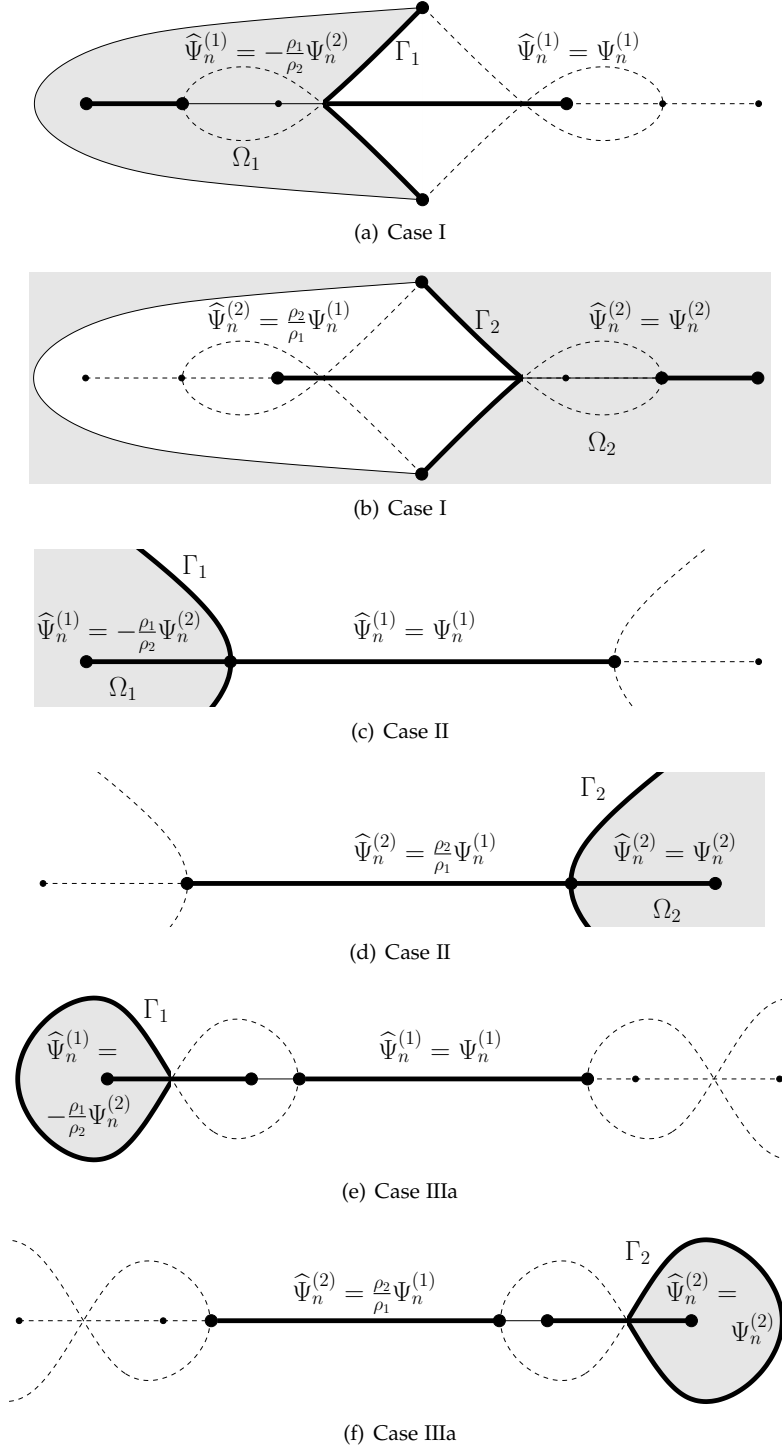 Ψ̂ₙ⁽¹⁾ = −ρ₁/ρ₂ Ψₙ⁽²⁾ Γ₁ Ψ̂ₙ⁽¹⁾ = Ψₙ⁽¹⁾
Ω₁
(a) Case I
Ψ̂ₙ⁽²⁾ = ρ₂/ρ₁ Ψₙ⁽¹⁾ Γ₂ Ψ̂ₙ⁽²⁾ = Ψₙ⁽²⁾
Ω₂
(b) Case I
Γ₁
Ψ̂ₙ⁽¹⁾ = −ρ₁/ρ₂ Ψₙ⁽²⁾ Ψ̂ₙ⁽¹⁾ = Ψₙ⁽¹⁾
Ω₁
(c) Case II
Γ₂
Ψ̂ₙ⁽²⁾ = ρ₂/ρ₁ Ψₙ⁽¹⁾ Ψ̂ₙ⁽²⁾ = Ψₙ⁽²⁾
Ω₂
(d) Case II
Γ₁
Ψ̂ₙ⁽¹⁾ = Ψ̂ₙ⁽¹⁾ = Ψₙ⁽¹⁾
−ρ₁/ρ₂ Ψₙ⁽²⁾
(e) Case IIIa
Γ₂
Ψ̂ₙ⁽²⁾ = ρ₂/ρ₁ Ψₙ⁽¹⁾ Ψ̂ₙ⁽²⁾ =
Ψₙ⁽²⁾
(f) Case IIIa